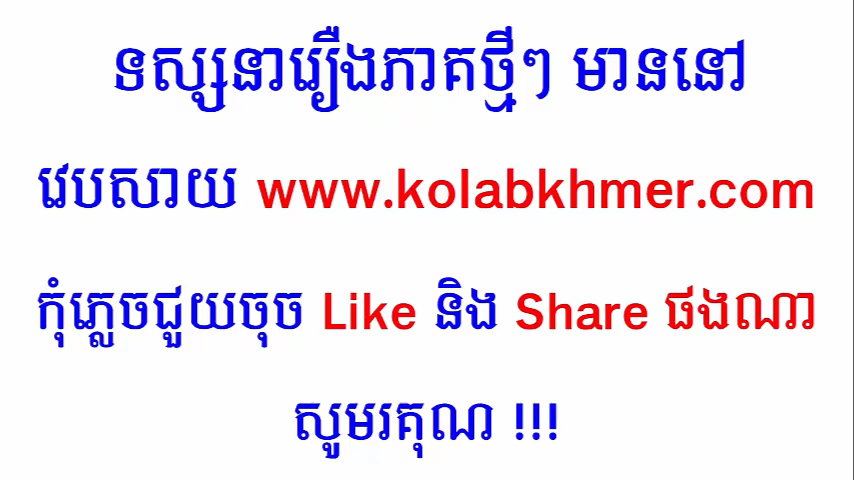 ទស្សនារឿងភាគថ្មីៗ មាននៅ
វេបសាយ www.kolabkhmer.com
កុំភ្លេចជួយចុច Like និង Share ផងណា
សូមរគុណ !!!